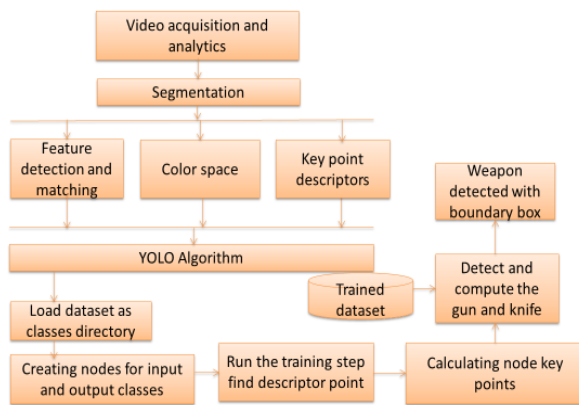 Video acquisition and
analytics
Segmentation
Feature
detection and
matching
Color space
Key point
descriptors
YOLO Algorithm
Load dataset as
classes directory
Creating nodes for input
and output classes
Run the training step
find descriptor point
Calculating node key
points
Trained
dataset
Detect and
compute the
gun and knife
Weapon
detected with
boundary box